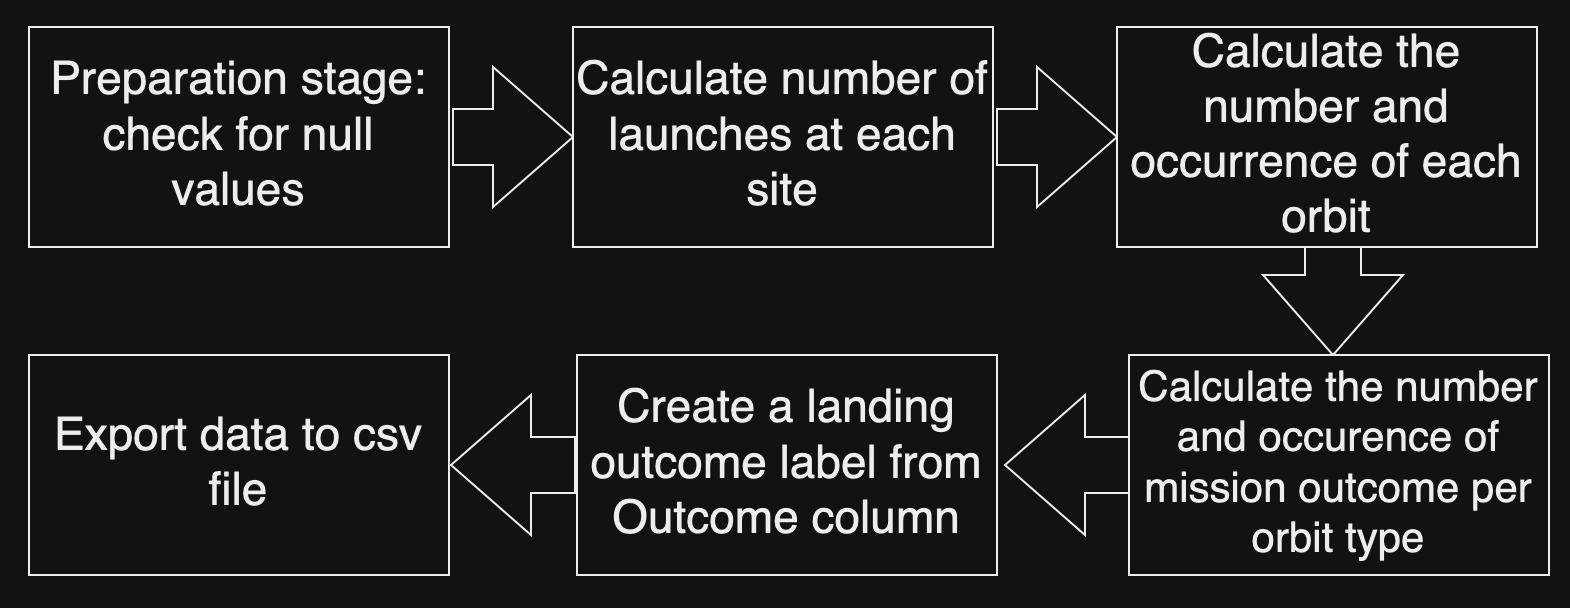 Preparation stage:
check for null
values
Calculate number of
launches at each
site
Calculate the
number and
occurrence of each
orbit
Calculate the number
and occurence of
mission outcome per
orbit type
Create a landing
outcome label from
Outcome column
Export data to csv
file